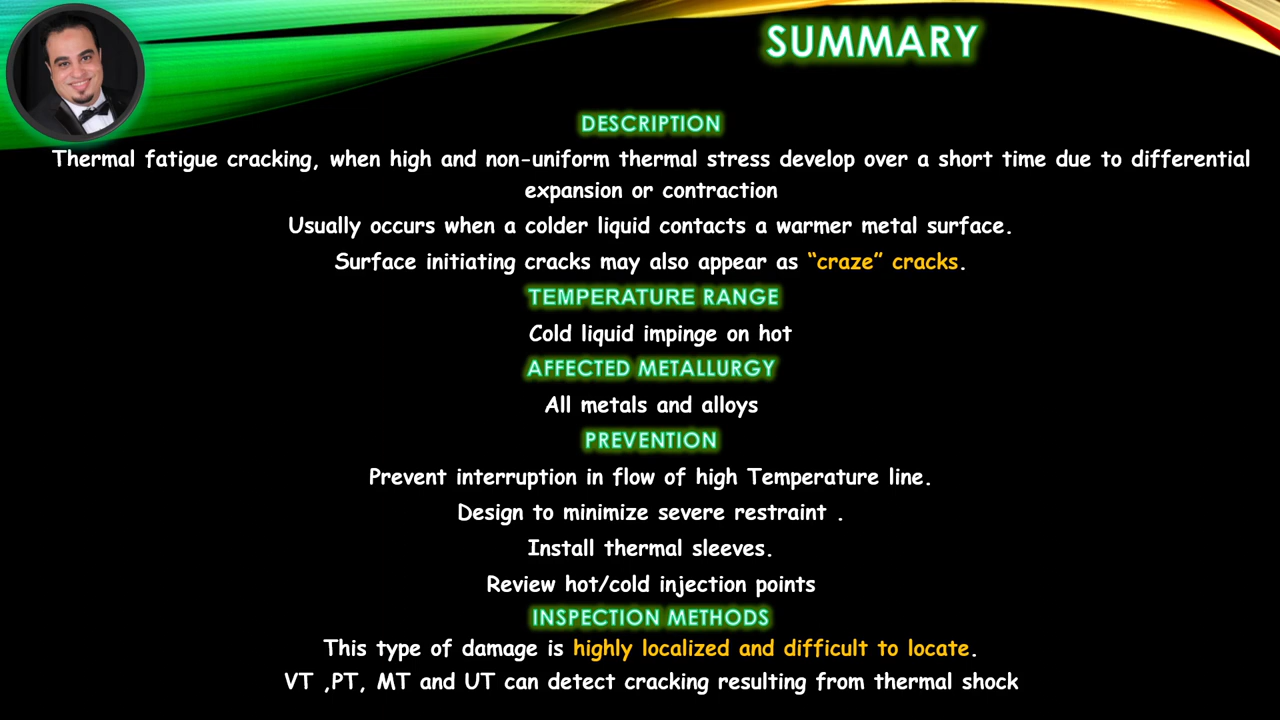 SUMMARY
DESCRIPTION
Thermal fatigue cracking, when high and non-uniform thermal stress develop over a short time due to differential
expansion or contraction
Usually occurs when a colder liquid contacts a warmer metal surface.
Surface initiating cracks may also appear as “craze” cracks.
TEMPERATURE RANGE
Cold liquid impinge on hot
AFFECTED METALLURGY
All metals and alloys
PREVENTION
Prevent interruption in flow of high Temperature line.
Design to minimize severe restraint .
Install thermal sleeves.
Review hot/cold injection points
INSPECTION METHODS
This type of damage is highly localized and difficult to locate.
VT ,PT, MT and UT can detect cracking resulting from thermal shock